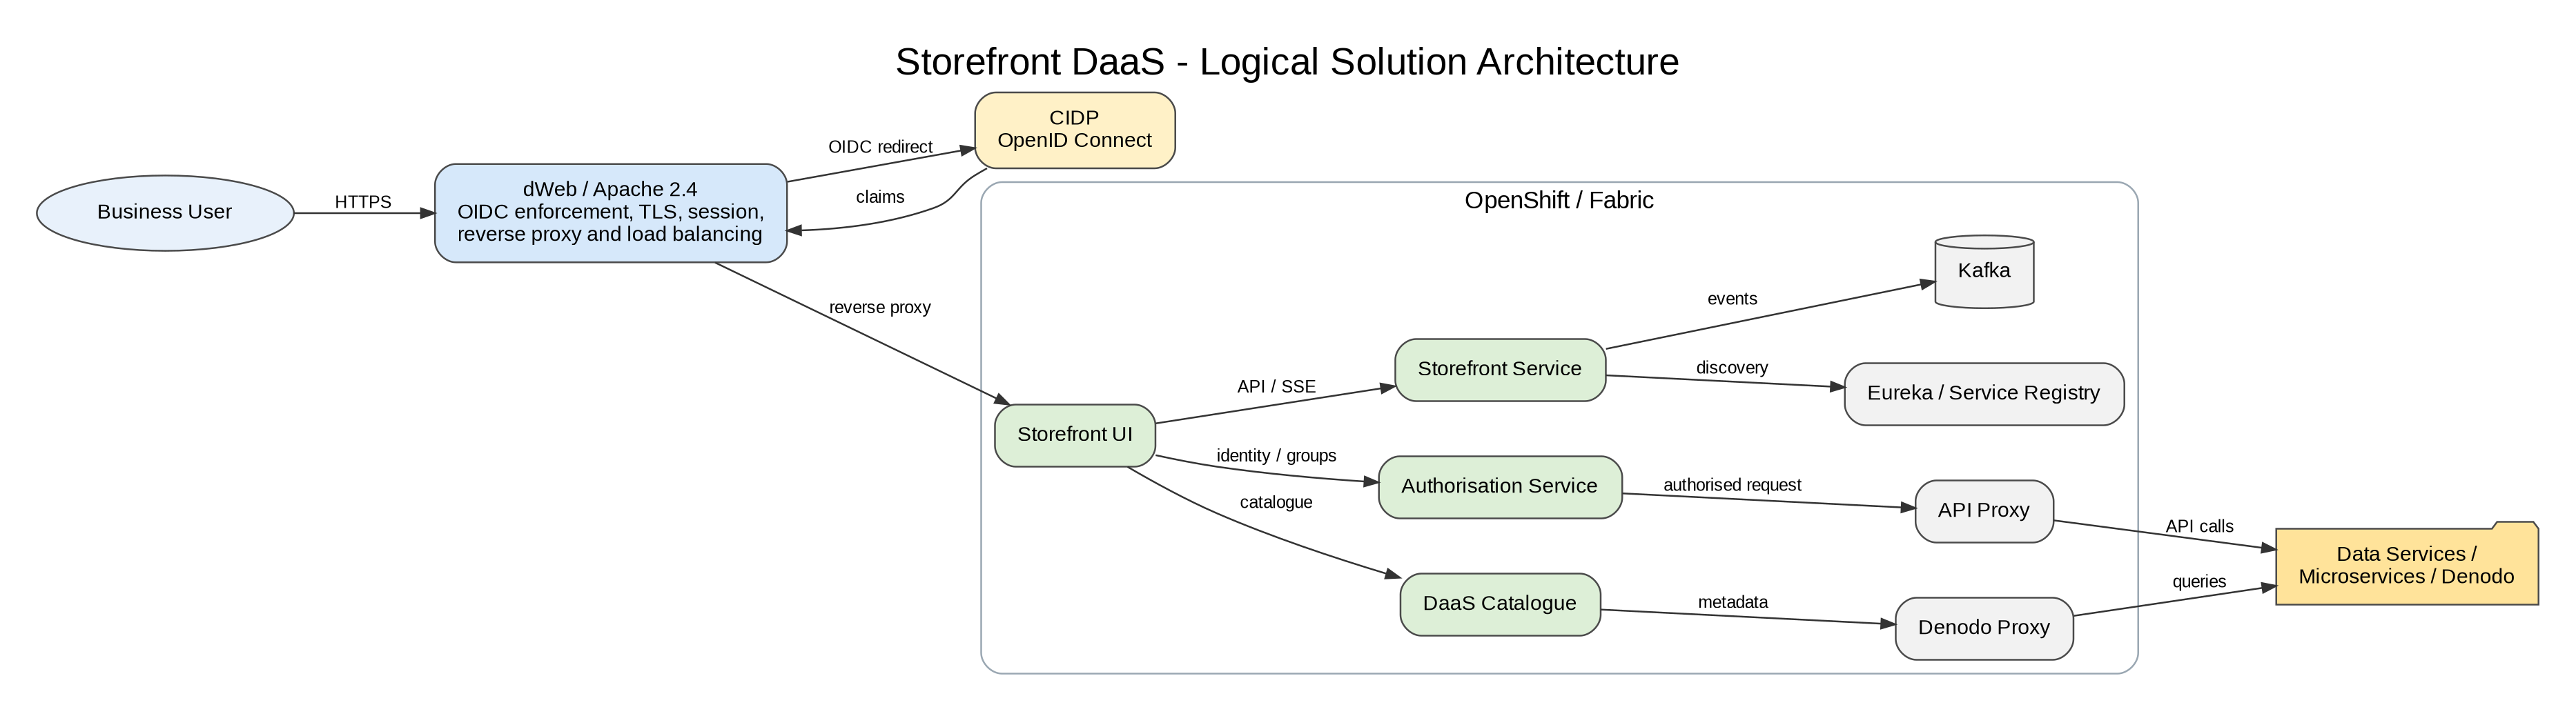 Storefront DaaS - Logical Solution Architecture
CIDP
OpenID Connect
OIDC redirect
dWeb / Apache 2.4
OIDC enforcement, TLS, session,
reverse proxy and load balancing
claims
Business User
HTTPS
OpenShift / Fabric
reverse proxy
Kafka
events
Storefront Service
discovery
Eureka / Service Registry
API / SSE
Storefront UI
identity / groups
Authorisation Service
authorised request
API Proxy
API calls
catalogue
DaaS Catalogue
metadata
Denodo Proxy
queries
Data Services /
Microservices / Denodo